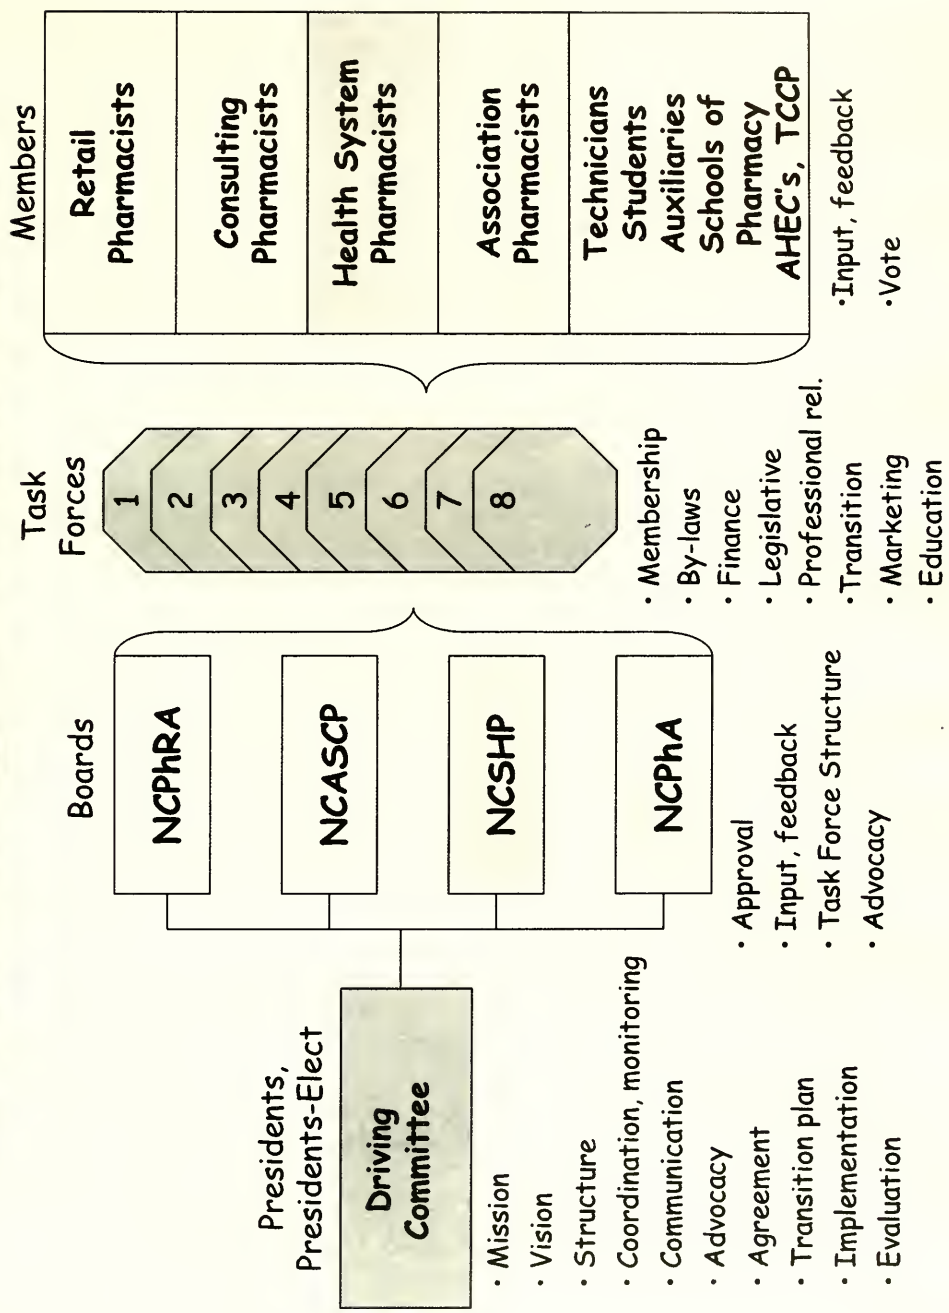 Presidents,
Presidents-Elect
Driving
Committee
· Mission
· Vision
· Structure
· Coordination, monitoring
· Communication
· Advocacy
· Agreement
· Transition plan
· Implementation
· Evaluation
Boards
NCPhRA
NCASCP
NCSHP
NCPhA
· Approval
· Input, feedback
· Task Force Structure
· Advocacy
Task
Forces
1
2
3
4
5
6
7
8
· Membership
· By-laws
· Finance
· Legislative
· Professional rel.
· Transition
· Marketing
· Education
Members
Retail
Pharmacists
Consulting
Pharmacists
Health System
Pharmacists
Association
Pharmacists
Technicians
Students
Auxiliaries
Schools of
Pharmacy
AHEC's, TCCP
·Input, feedback
·Vote